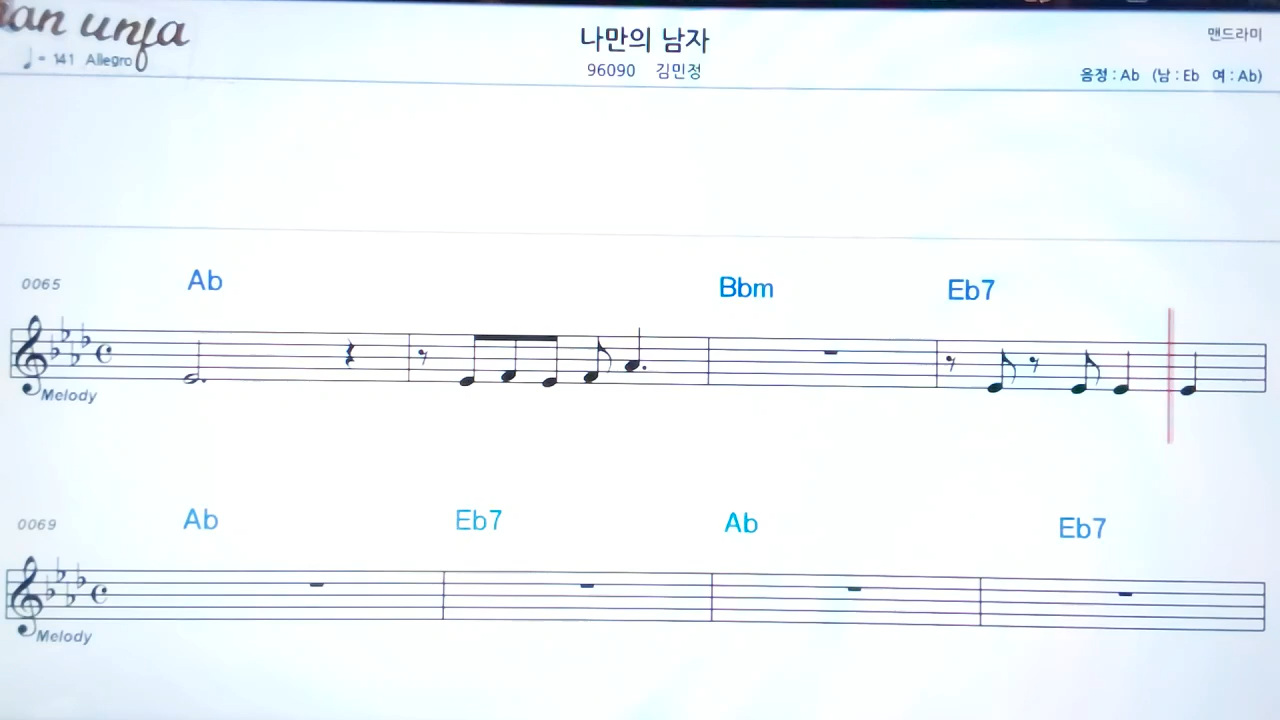 an unja
♩ = 141 Allegro
나만의 남자
96090 김민정
맨드라미
음정 : Ab (남 : Eb 여 : Ab)
0065 Ab Bbm Eb7
Melody
0069 Ab Eb7 Ab Eb7
Melody